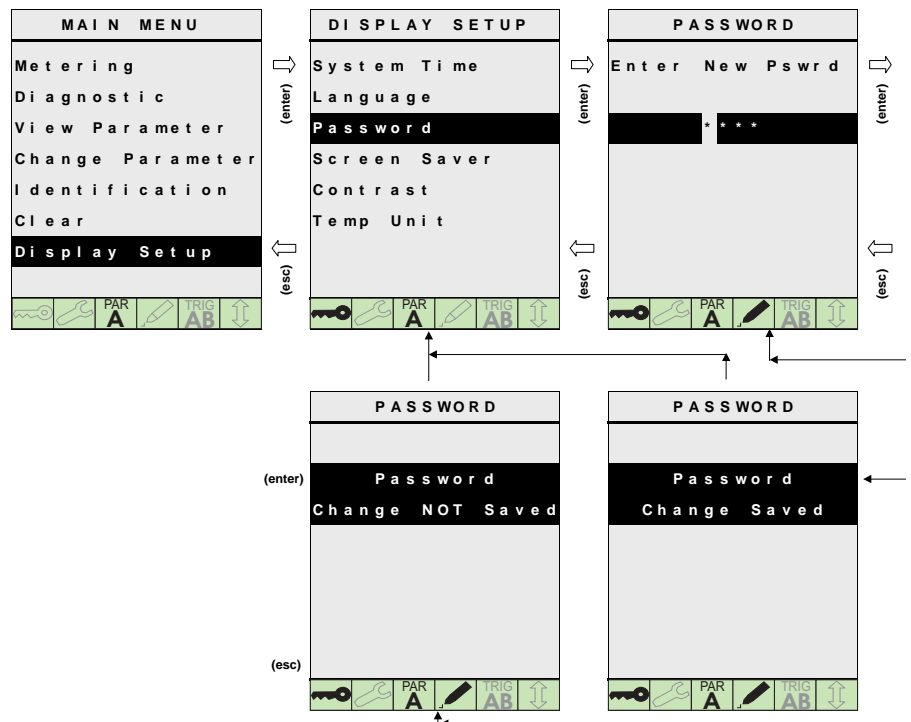 MAIN MENU
Metering
Diagnostic
View Parameter
Change Parameter
Identification
Clear
Display Setup
PAR
A
TRIG
AB
(enter)
(esc)
DISPLAY SETUP
System Time
Language
Password
Screen Saver
Contrast
Temp Unit
PAR
A
TRIG
AB
(enter)
(esc)
PASSWORD
Enter New Pswrd
****
PAR
A
TRIG
AB
(enter)
(esc)
(enter)
(esc)
PASSWORD
Password
Change NOT Saved
PAR
A
TRIG
AB
PASSWORD
Password
Change Saved
PAR
A
TRIG
AB